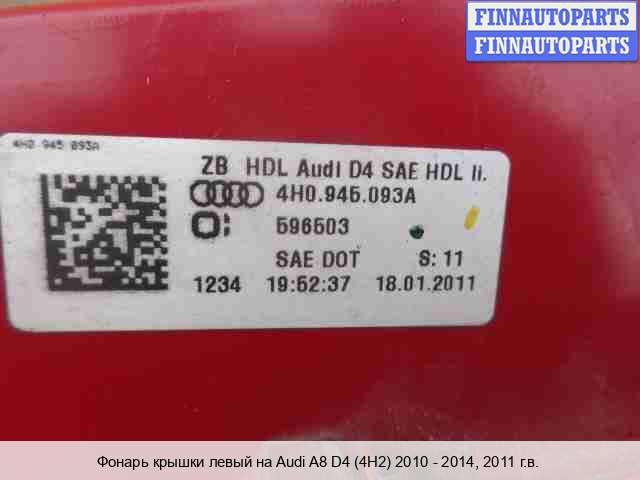 FINNAUTOPARTS
FINNAUTOPARTS
4H0 945 093A
ZB HDL Audi D4 SAE HDL li.
4H0.945.093A
596503
SAE DOT S: 11
1234 19:52:37 18.01.2011
Фонарь крышки левый на Audi A8 D4 (4H2) 2010 - 2014, 2011 г.в.